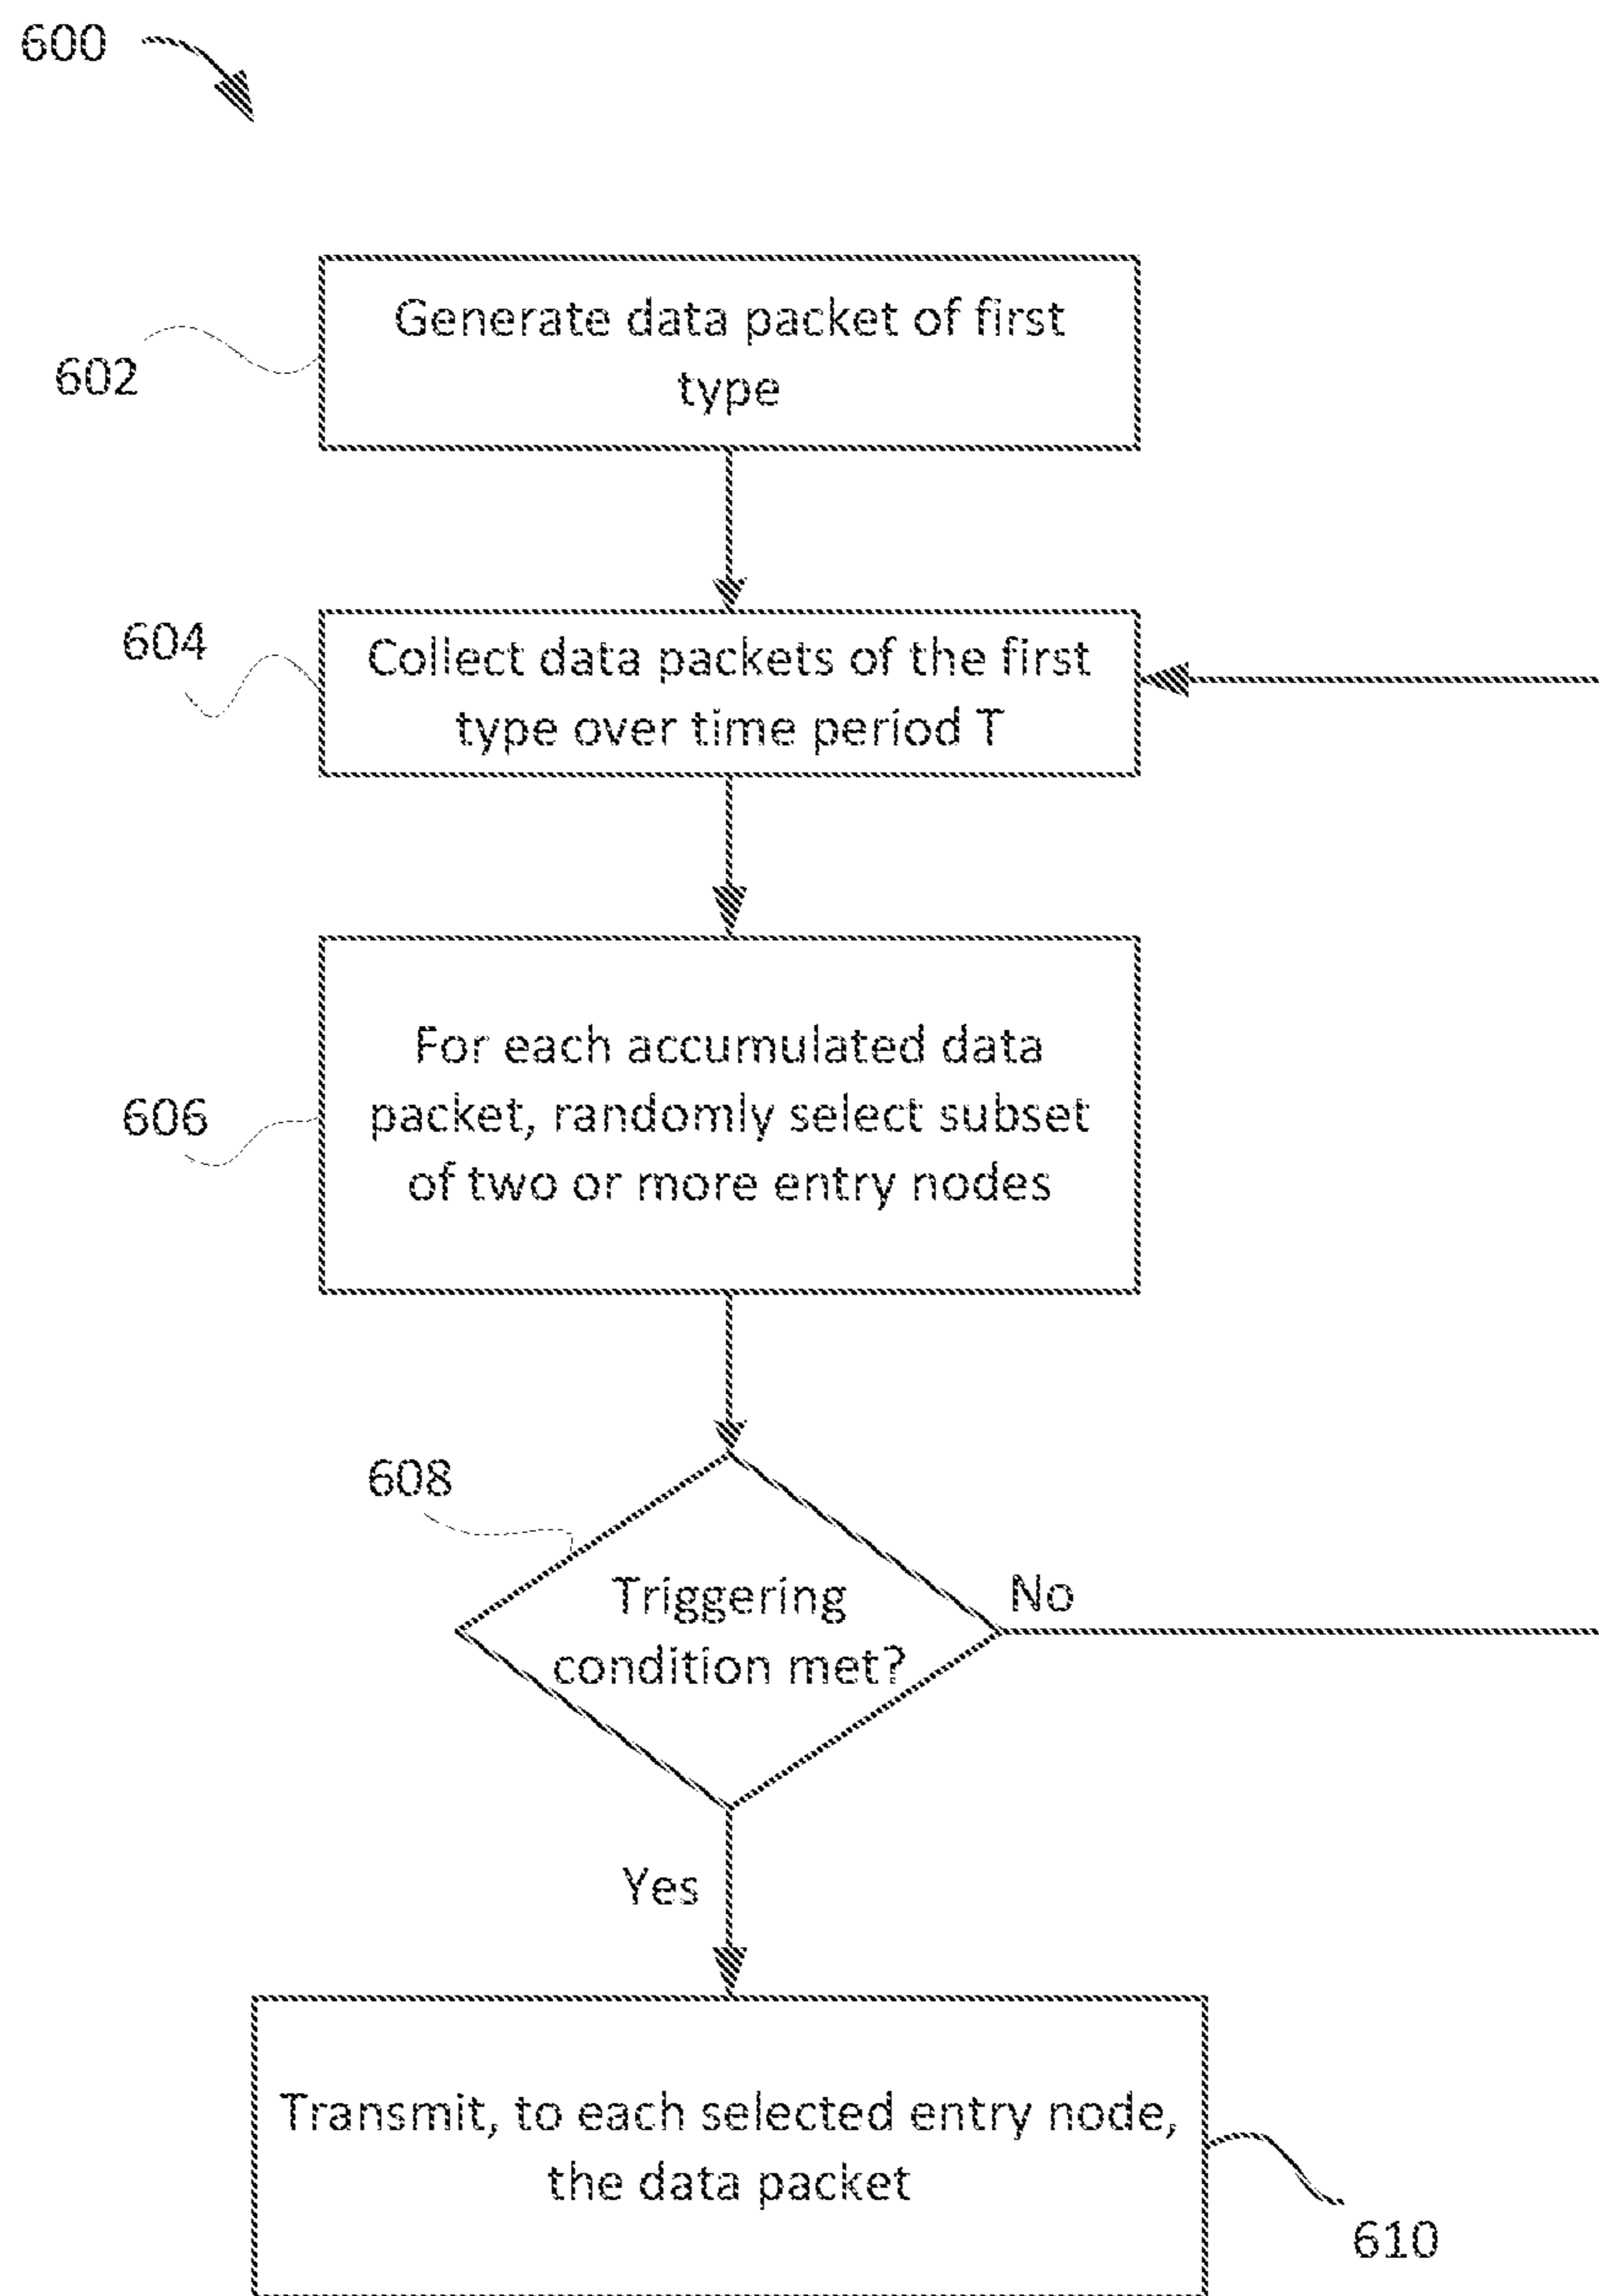 600
602
Generate data packet of first
type
604
Collect data packets of the first
type over time period T
606
For each accumulated data
packet, randomly select subset
of two or more entry nodes
608
Triggering
condition met?
No
Yes
Transmit, to each selected entry node,
the data packet
610